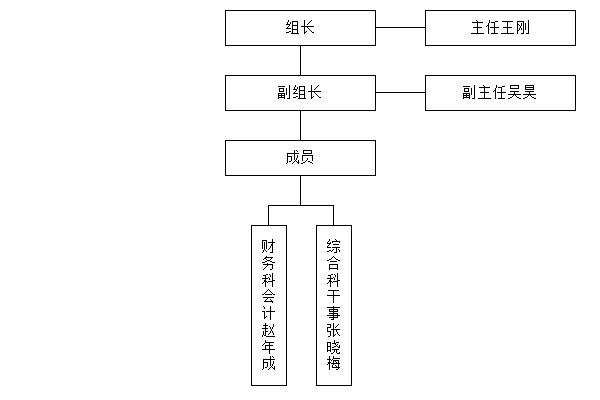 组长
主任王刚
副组长
副主任吴昊
成员
财务科会计赵年成
综合科干事张晓梅